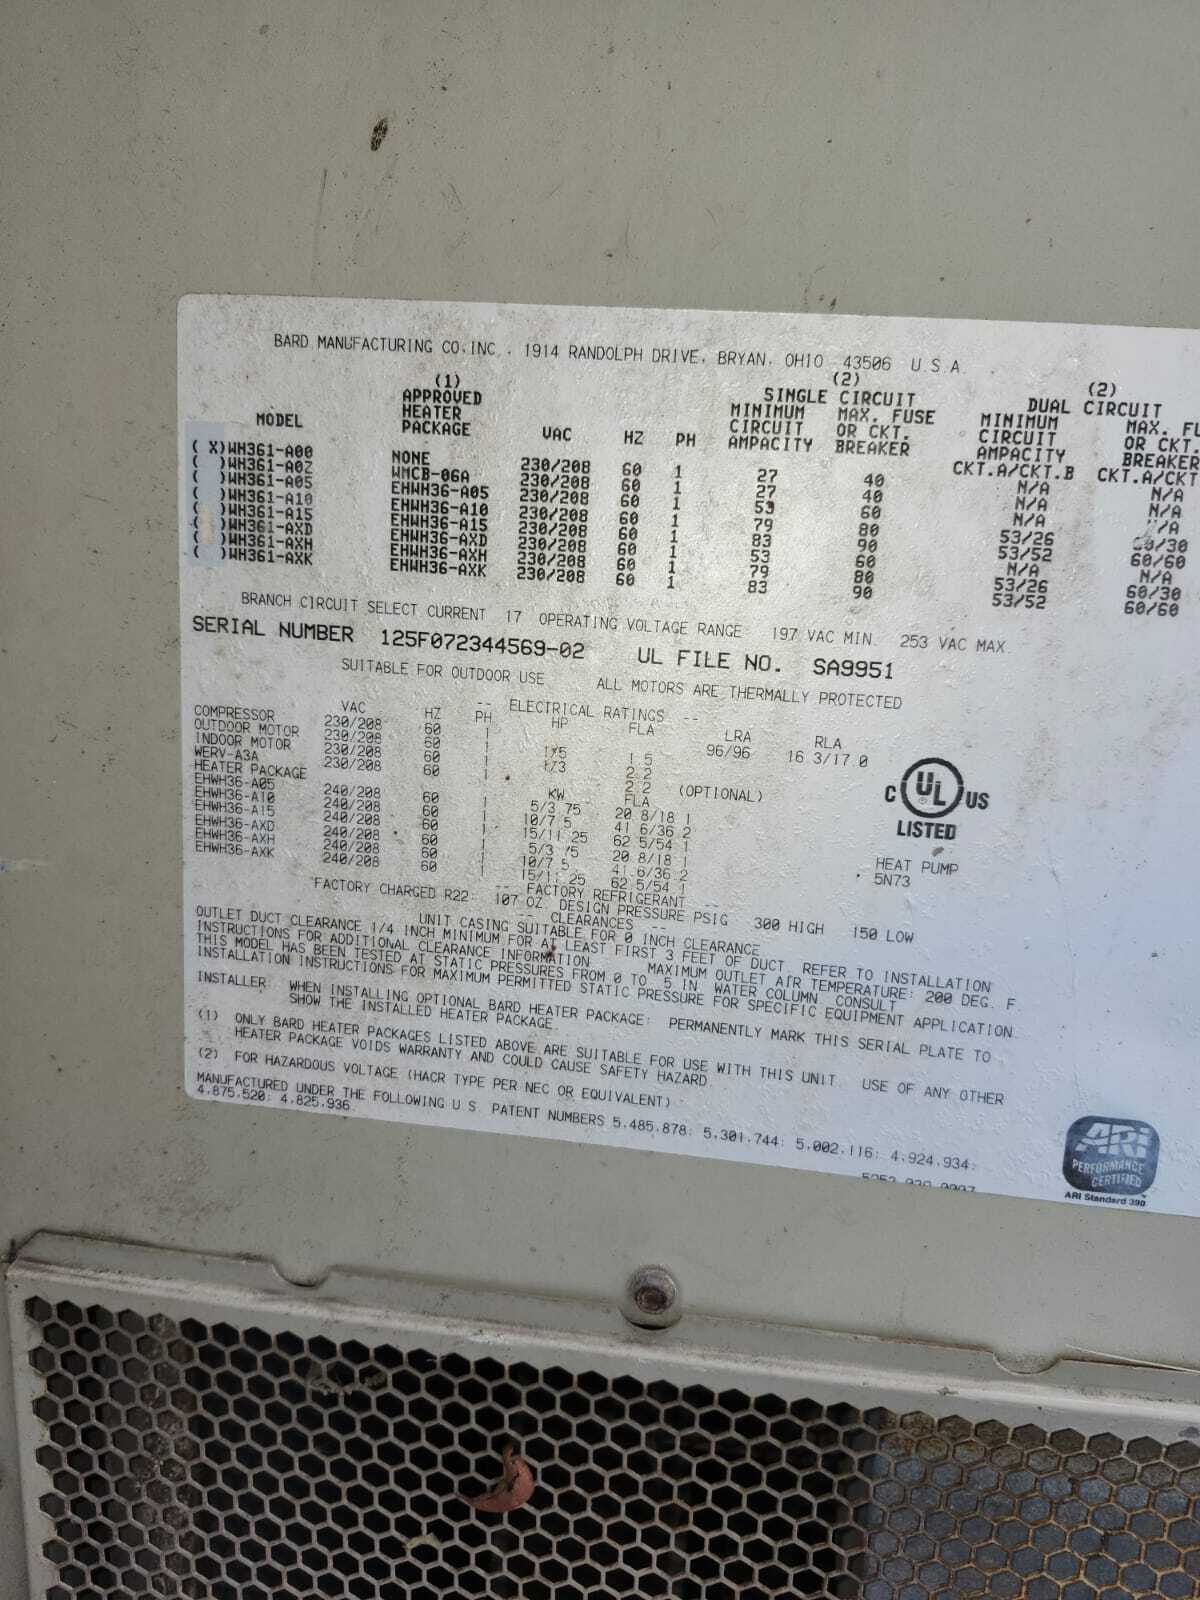 BARD MANUFACTURING CO.INC., 1914 RANDOLPH DRIVE, BRYAN, OHIO 43506 U.S.A.
(1) (2) (2)
APPROVED SINGLE CIRCUIT DUAL CIRCUIT
HEATER MINIMUM MAX. FUSE MINIMUM MAX.
MODEL PACKAGE VAC HZ PH CIRCUIT OR CKT. CIRCUIT OR CKT.
AMPACITY BREAKER AMPACITY BREAKER
CKT.A/CKT.B
( X)WH361-A00 NONE 230/208 60 1 27 40 N/A N/A
( )WH361-A0Z WMCB-06A 230/208 60 1 27 40 N/A N/A
( )WH361-A05 EHWH36-A05 230/208 60 1 53 60 N/A
( )WH361-A10 EHWH36-A10 230/208 60 1 79 80 53/26
( )WH361-A15 EHWH36-A15 230/208 60 1 83 90 53/52 60/60
( )WH361-AXD EHWH36-AXD 230/208 60 1 53 60 N/A N/A
( )WH361-AXH EHWH36-AXH 230/208 60 1 79 80 53/26 60/30
( )WH361-AXK EHWH36-AXK 230/208 60 1 83 90 53/52 60/60
BRANCH CIRCUIT SELECT CURRENT 17 OPERATING VOLTAGE RANGE 197 VAC MIN. 253 VAC MAX.
SERIAL NUMBER 125F072344569-02 UL FILE NO. SA9951
SUITABLE FOR OUTDOOR USE ALL MOTORS ARE THERMALLY PROTECTED
-- ELECTRICAL RATINGS --
VAC HZ PH HP FLA LRA RLA
COMPRESSOR 230/208 60 1 96/96 16.3/17.0
OUTDOOR MOTOR 230/208 60 1 1/5 1.5
INDOOR MOTOR 230/208 60 1 1/3 2.2
WERV-A3A 230/208 60 1 2.2 (OPTIONAL)
HEATER PACKAGE KW FLA
EHWH36-A05 240/208 60 1 5/3.75 20.8/18.1
EHWH36-A10 240/208 60 1 10/7.5 41.6/36.2
EHWH36-A15 240/208 60 1 15/11.25 62.5/54.1
EHWH36-AXD 240/208 60 1 5/3.75 20.8/18.1
EHWH36-AXH 240/208 60 1 10/7.5 41.6/36.2
EHWH36-AXK 240/208 60 1 15/11.25 62.5/54.1
C UL US
LISTED
HEAT PUMP
5N73
-- FACTORY REFRIGERANT --
FACTORY CHARGED R22: 107 OZ. DESIGN PRESSURE PSIG 300 HIGH 150 LOW
-- CLEARANCES --
UNIT CASING SUITABLE FOR 0 INCH CLEARANCE
OUTLET DUCT CLEARANCE 1/4 INCH MINIMUM FOR AT LEAST FIRST 3 FEET OF DUCT. REFER TO INSTALLATION
INSTRUCTIONS FOR ADDITIONAL CLEARANCE INFORMATION. MAXIMUM OUTLET AIR TEMPERATURE: 200 DEG. F
THIS MODEL HAS BEEN TESTED AT STATIC PRESSURES FROM 0 TO .5 IN. WATER COLUMN. CONSULT
INSTALLATION INSTRUCTIONS FOR MAXIMUM PERMITTED STATIC PRESSURE FOR SPECIFIC EQUIPMENT APPLICATION.
INSTALLER: WHEN INSTALLING OPTIONAL BARD HEATER PACKAGE: PERMANENTLY MARK THIS SERIAL PLATE TO
SHOW THE INSTALLED HEATER PACKAGE.
(1) ONLY BARD HEATER PACKAGES LISTED ABOVE ARE SUITABLE FOR USE WITH THIS UNIT. USE OF ANY OTHER
HEATER PACKAGE VOIDS WARRANTY AND COULD CAUSE SAFETY HAZARD.
(2) FOR HAZARDOUS VOLTAGE (HACR TYPE PER NEC OR EQUIVALENT)
MANUFACTURED UNDER THE FOLLOWING U.S. PATENT NUMBERS 5,485,878; 5,301,744; 5,002,116; 4,924,934;
4,875,520; 4,825,936.
ARI
PERFORMANCE
CERTIFIED
ARI Standard 390